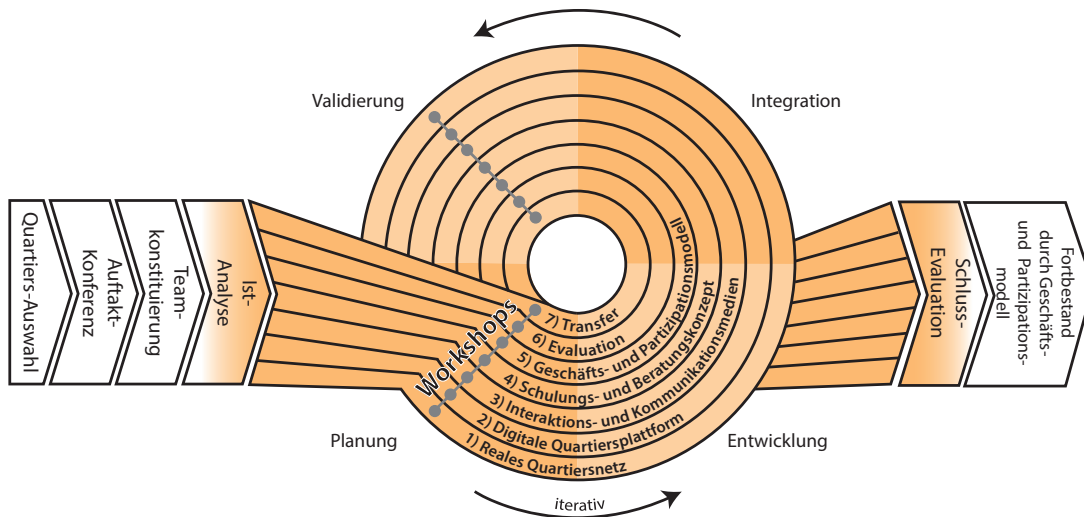 Validierung
Integration
Quartiers-Auswahl
Auftakt-
Konferenz
Team-
konstituierung
Ist-
Analyse
Workshops
7) Transfer
6) Evaluation
5) Geschäfts- und Partizipationsmodell
4) Schulungs- und Beratungskonzept
3) Interaktions- und Kommunikationsmedien
2) Digitale Quartiersplattform
1) Reales Quartiersnetz
Schluss-
Evaluation
Fortbestand
durch Geschäfts-
und Partizipations-
modell
Planung
Entwicklung
iterativ